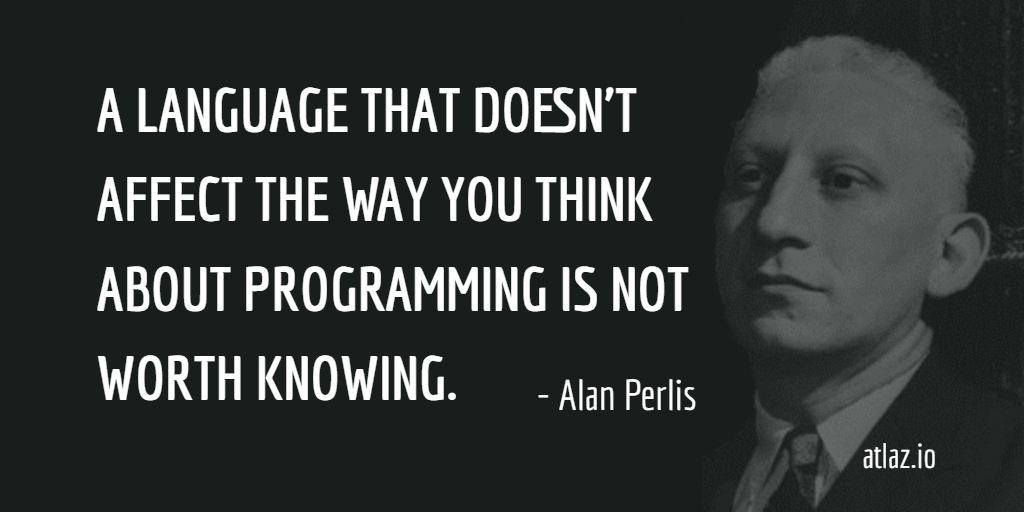 A LANGUAGE THAT DOESN'T
AFFECT THE WAY YOU THINK
ABOUT PROGRAMMING IS NOT
WORTH KNOWING.
- Alan Perlis
atlaz.io